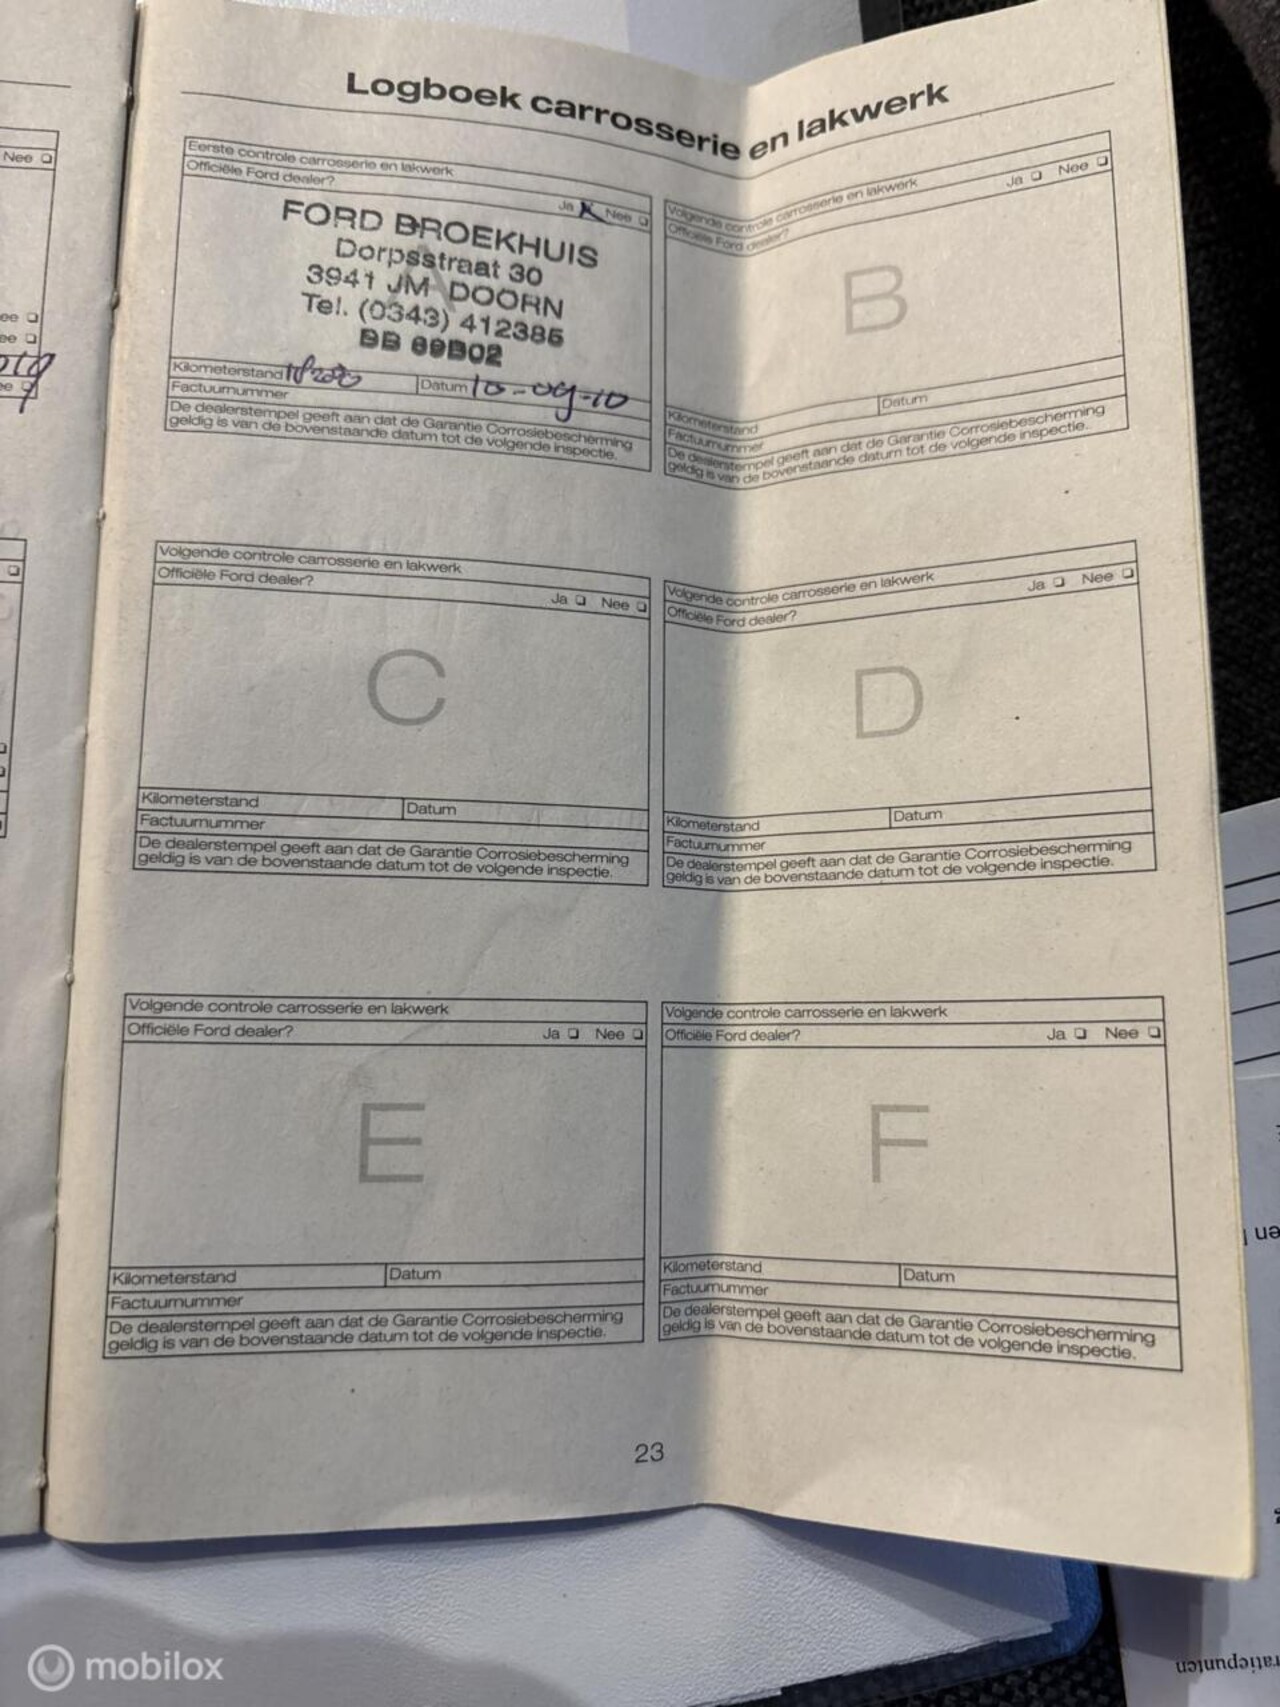 Logboek carrosserie en lakwerk
Eerste controle carrosserie en lakwerk
Officiële Ford dealer?
Ja Nee
FORD BROEKHUIS
Dorpsstraat 30
3941 JM DOORN
Tel. (0343) 412385
Kilometerstand
Datum 10-09-10
Factuurnummer
De dealerstempel geeft aan dat de Garantie Corrosiebescherming
geldig is van de bovenstaande datum tot de volgende inspectie.
Volgende controle carrosserie en lakwerk
Officiële Ford dealer?
Ja Nee
B
Kilometerstand
Datum
Factuurnummer
De dealerstempel geeft aan dat de Garantie Corrosiebescherming
geldig is van de bovenstaande datum tot de volgende inspectie.
Volgende controle carrosserie en lakwerk
Officiële Ford dealer?
Ja Nee
C
Kilometerstand
Datum
Factuurnummer
De dealerstempel geeft aan dat de Garantie Corrosiebescherming
geldig is van de bovenstaande datum tot de volgende inspectie.
Volgende controle carrosserie en lakwerk
Officiële Ford dealer?
Ja Nee
D
Kilometerstand
Datum
Factuurnummer
De dealerstempel geeft aan dat de Garantie Corrosiebescherming
geldig is van de bovenstaande datum tot de volgende inspectie.
Volgende controle carrosserie en lakwerk
Officiële Ford dealer?
Ja Nee
E
Kilometerstand
Datum
Factuurnummer
De dealerstempel geeft aan dat de Garantie Corrosiebescherming
geldig is van de bovenstaande datum tot de volgende inspectie.
Volgende controle carrosserie en lakwerk
Officiële Ford dealer?
Ja Nee
F
Kilometerstand
Datum
Factuurnummer
De dealerstempel geeft aan dat de Garantie Corrosiebescherming
geldig is van de bovenstaande datum tot de volgende inspectie.
23
Nee
mobilox